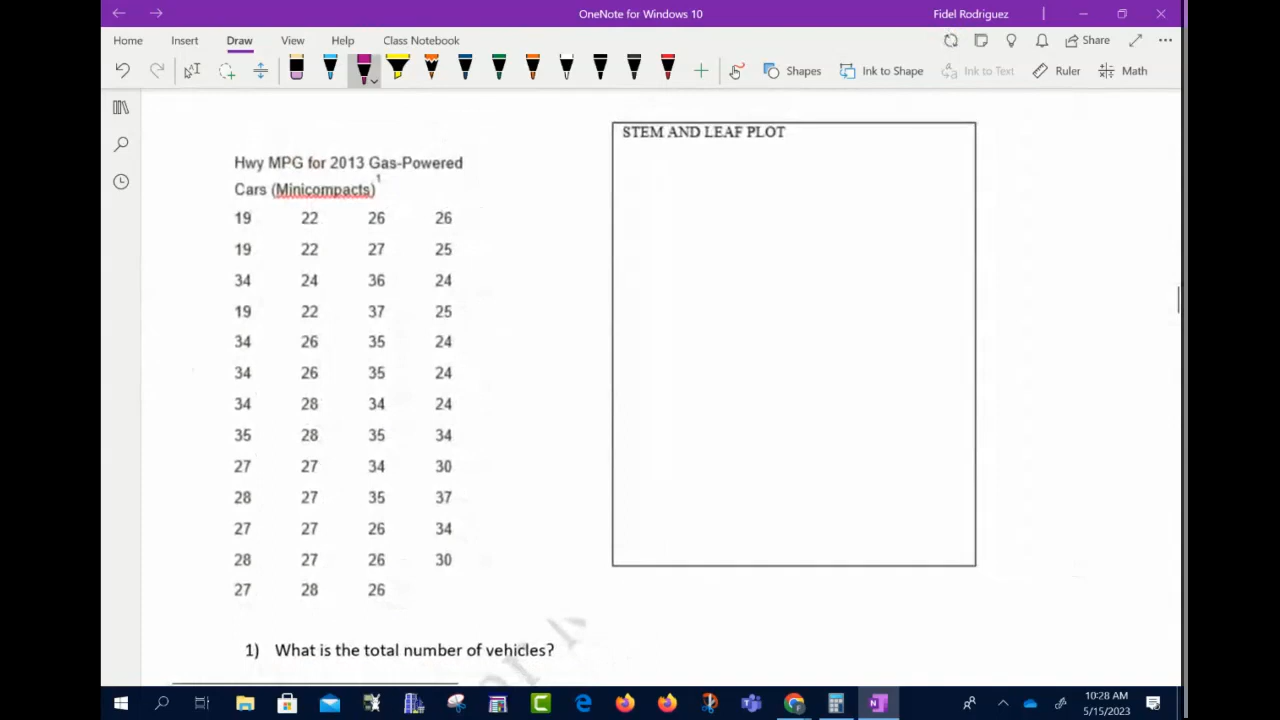 OneNote for Windows 10
Fidel Rodriguez
Home Insert Draw View Help Class Notebook
Share
Shapes Ink to Shape Ink to Text Ruler Math
STEM AND LEAF PLOT
Hwy MPG for 2013 Gas-Powered
Cars (Minicompacts)1
19 22 26 26
19 22 27 25
34 24 36 24
19 22 37 25
34 26 35 24
34 26 35 24
34 28 34 24
35 28 35 34
27 27 34 30
28 27 35 37
27 27 26 34
28 27 26 30
27 28 26
1) What is the total number of vehicles?
10:28 AM
5/15/2023